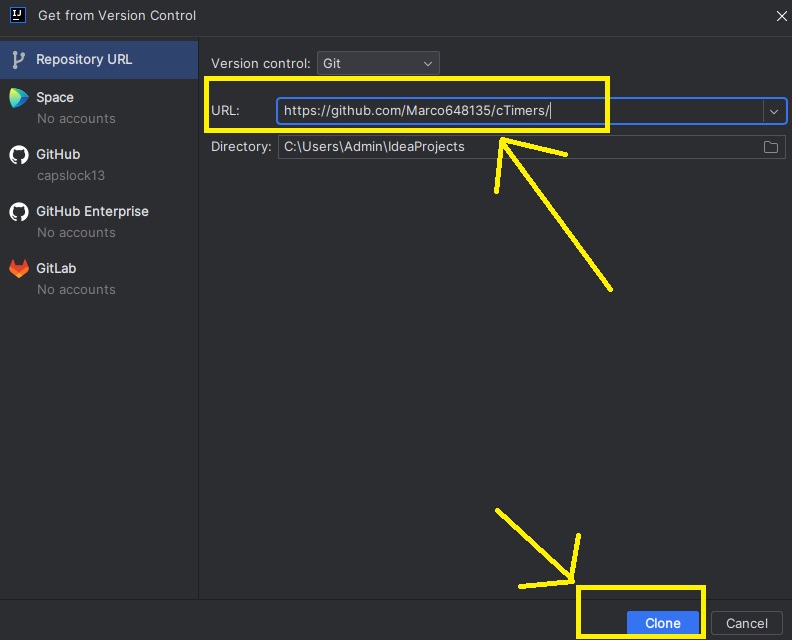 IJ
Get from Version Control
Repository URL
Space
No accounts
GitHub
capslock13
GitHub Enterprise
No accounts
GitLab
No accounts
Version control: Git
URL: https://github.com/Marco648135/cTimers/
Directory: C:\Users\Admin\IdeaProjects
Clone Cancel